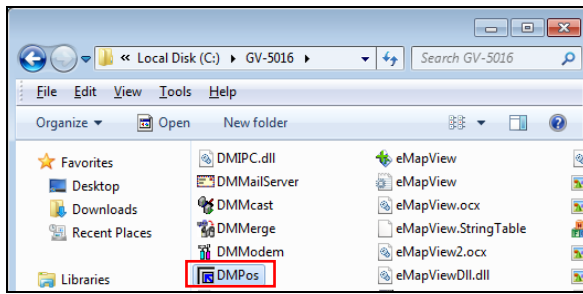 « Local Disk (C:) ▸ GV-5016 ▸ Search GV-5016
File Edit View Tools Help
Organize ▾ Open New folder
Favorites
Desktop
Downloads
Recent Places
Libraries
DMIPC.dll
DMMailServer
DMMcast
DMMerge
DMModem
DMPos
eMapView
eMapView
eMapView.ocx
eMapView.StringTable
eMapView2.ocx
eMapViewDll.dll